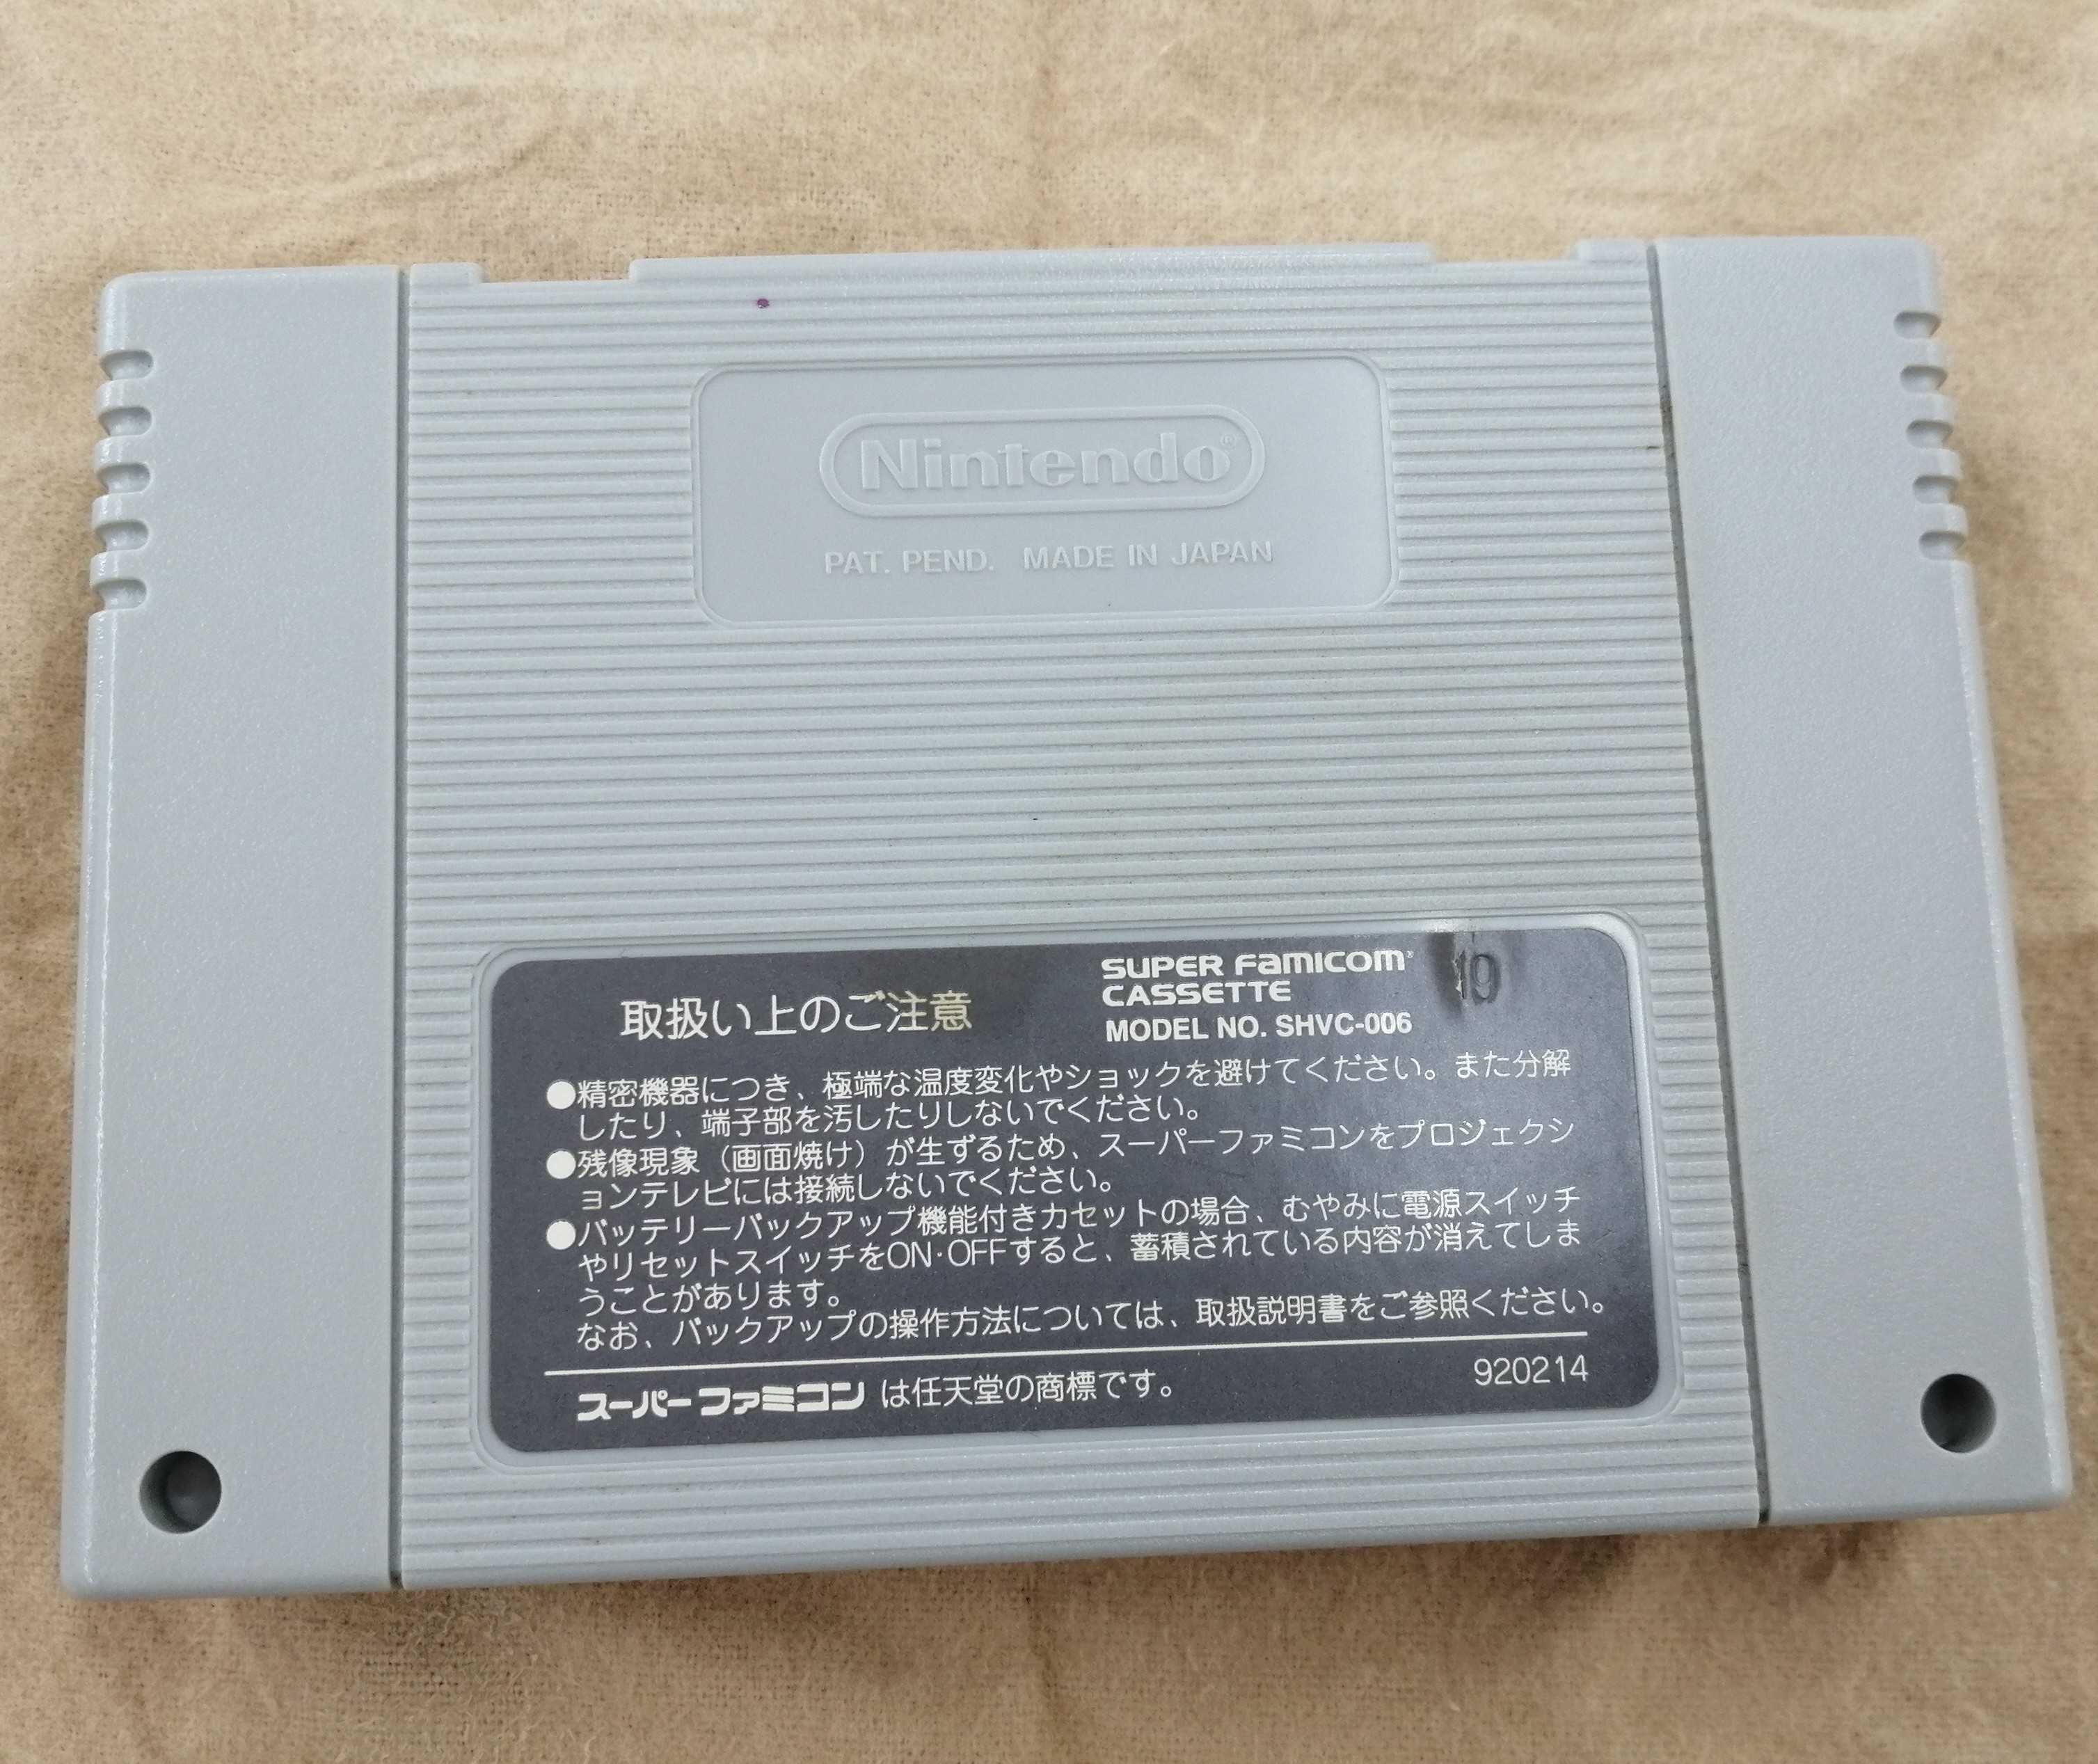 Nintendo®
PAT. PEND. MADE IN JAPAN
取扱い上のご注意
SUPER FAMICOM
CASSETTE
MODEL NO. SHVC-006
19
●精密機器につき、極端な温度変化やショックを避けてください。また分解
したり、端子部を汚したりしないでください。
●残像現象（画面焼け）が生ずるため、スーパーファミコンをプロジェクシ
ョンテレビには接続しないでください。
●バッテリーバックアップ機能付きカセットの場合、むやみに電源スイッチ
やリセットスイッチをON·OFFすると、蓄積されている内容が消えてしま
うことがあります。
なお、バックアップの操作方法については、取扱説明書をご参照ください。
スーパーファミコン は任天堂の商標です。
920214